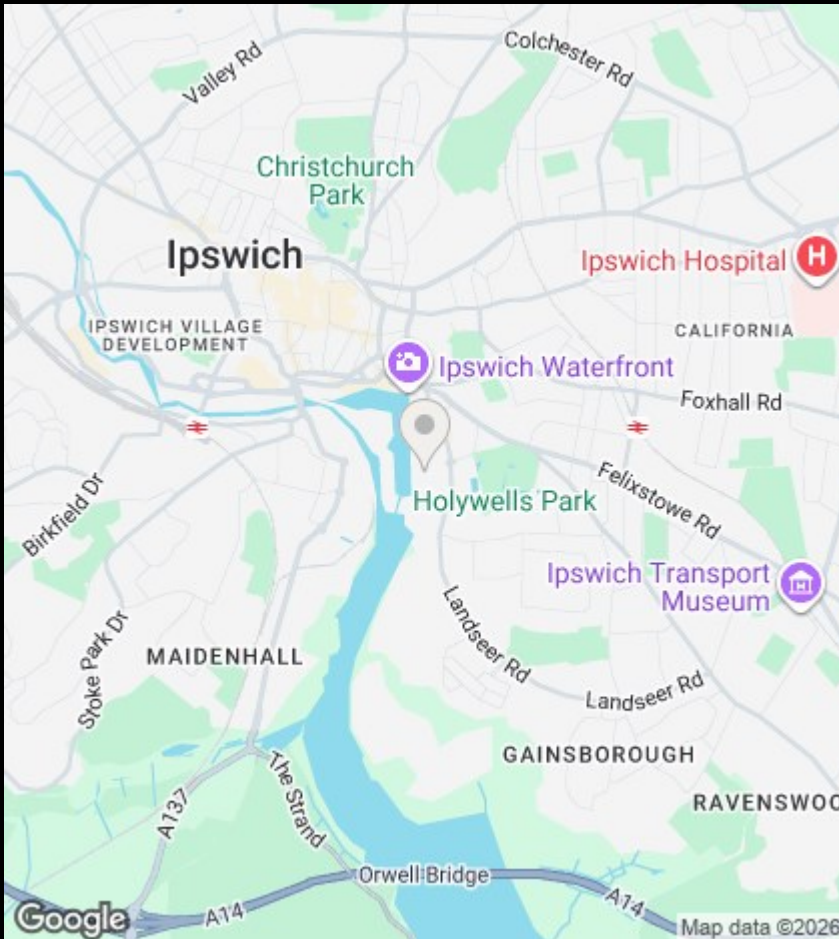 Colchester Rd
Valley Rd
Christchurch
Park
Ipswich
Ipswich Hospital
H
IPSWICH VILLAGE
DEVELOPMENT
CALIFORNIA
Ipswich Waterfront
Foxhall Rd
Felixstowe Rd
Holywells Park
Birkfield Dr
Ipswich Transport
Museum
M
Landseer Rd
Stoke Park Dr
MAIDENHALL
Landseer Rd
GAINSBOROUGH
RAVENSWOO
The Strand
A137
Orwell Bridge
A14
A14
Google
Map data ©2026